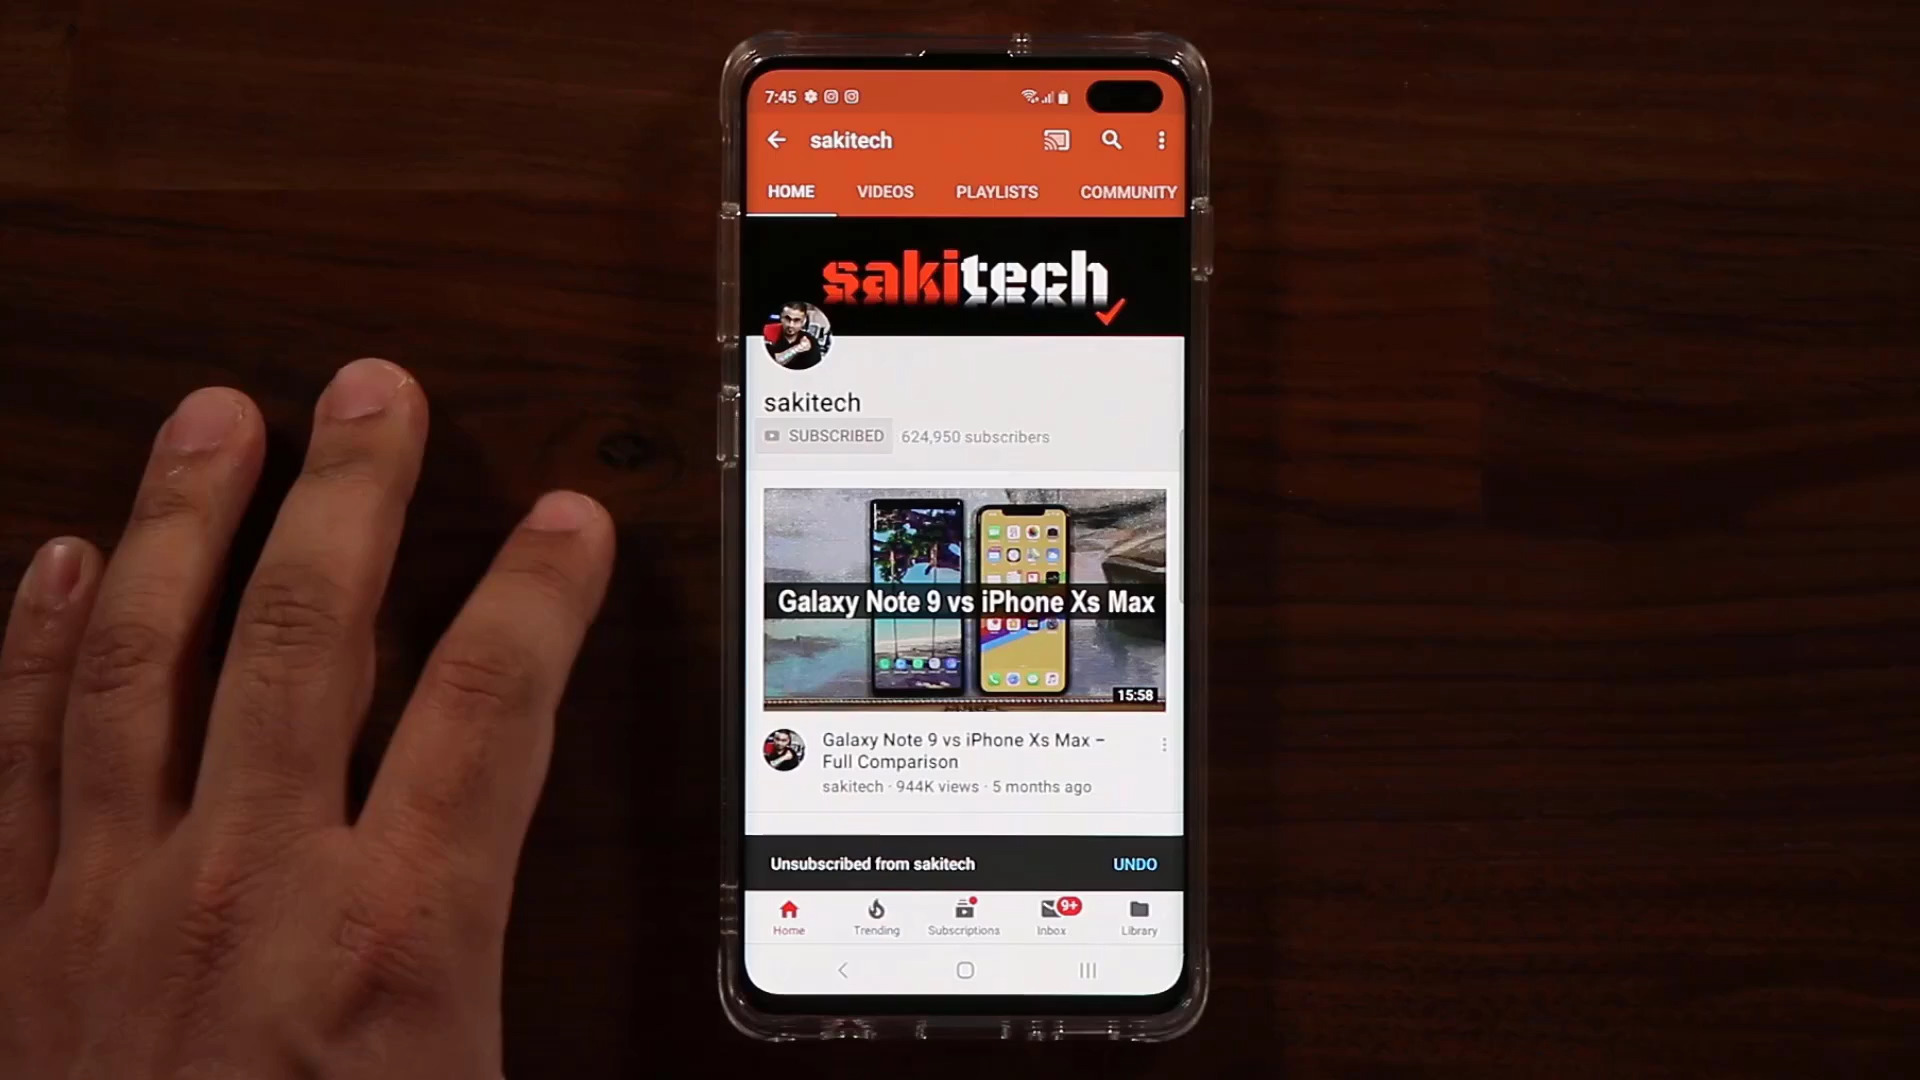 7:45
sakitech
HOME VIDEOS PLAYLISTS COMMUNITY
sakitech
sakitech
SUBSCRIBED 624,950 subscribers
Galaxy Note 9 vs iPhone Xs Max
15:58
Galaxy Note 9 vs iPhone Xs Max –
Full Comparison
sakitech · 944K views · 5 months ago
Unsubscribed from sakitech UNDO
9+
Home Trending Subscriptions Inbox Library